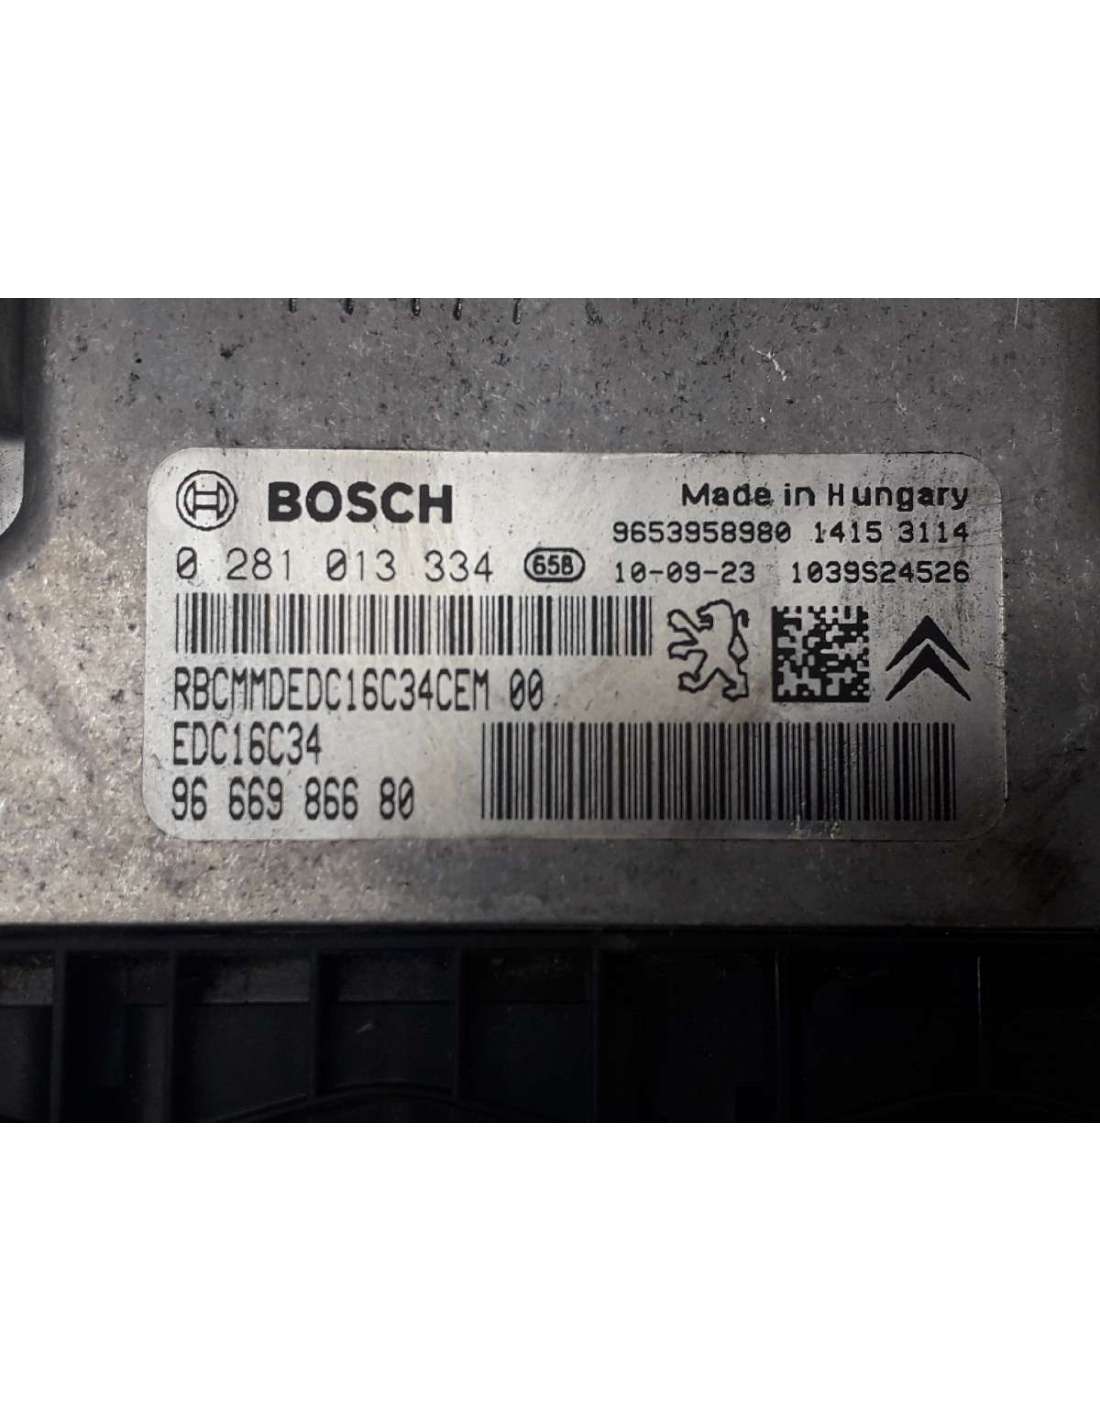 BOSCH
Made in Hungary
9653958980 1415 3114
0 281 013 334 65B 10-09-23 1039S24526
RBCMMDEDC16C34CEM 00
EDC16C34
96 669 866 80